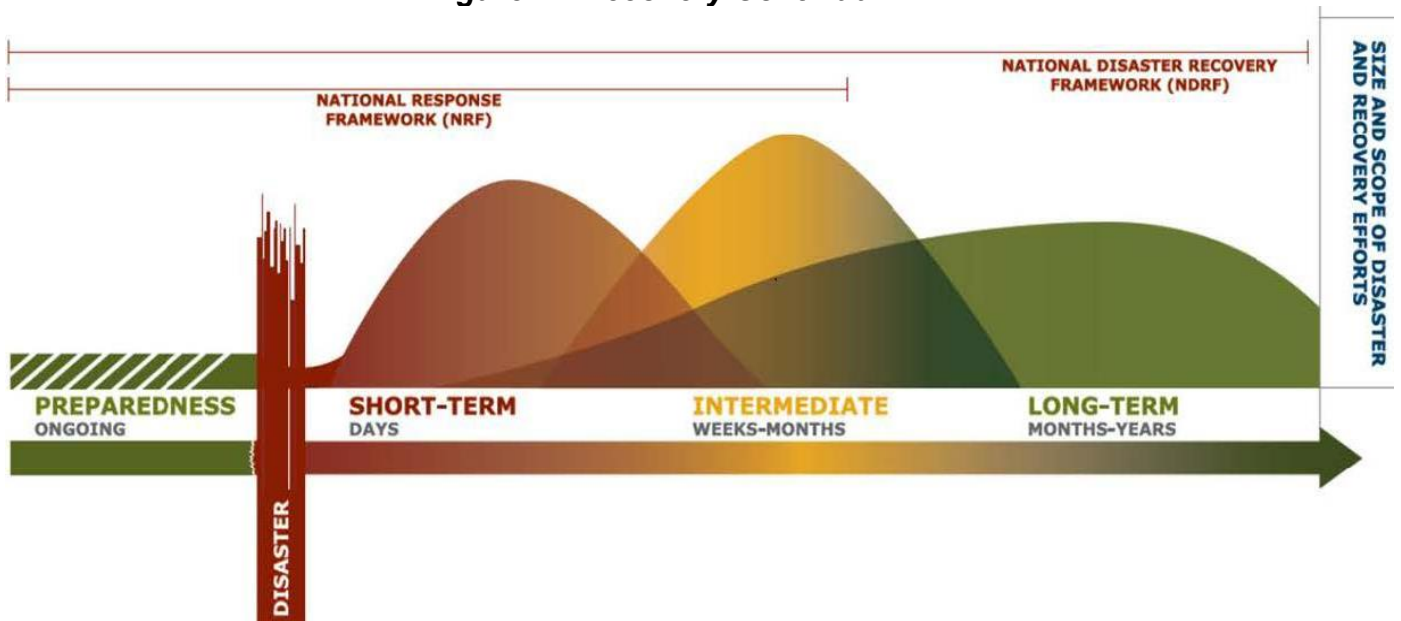 NATIONAL DISASTER RECOVERY
FRAMEWORK (NDRF)
NATIONAL RESPONSE
FRAMEWORK (NRF)
SIZE AND SCOPE OF DISASTER
AND RECOVERY EFFORTS
PREPAREDNESS
ONGOING
SHORT-TERM
DAYS
INTERMEDIATE
WEEKS-MONTHS
LONG-TERM
MONTHS-YEARS
DISASTER